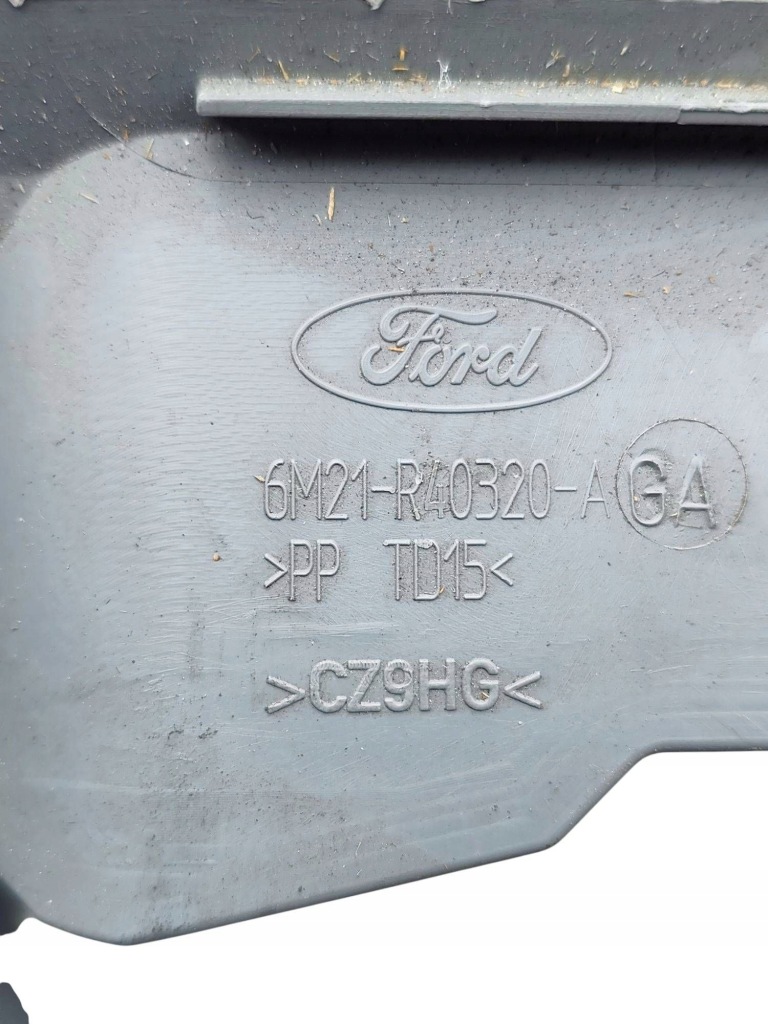 Ford
6M21-R40320-A GA
>PP TD15<
>CZ9HG<